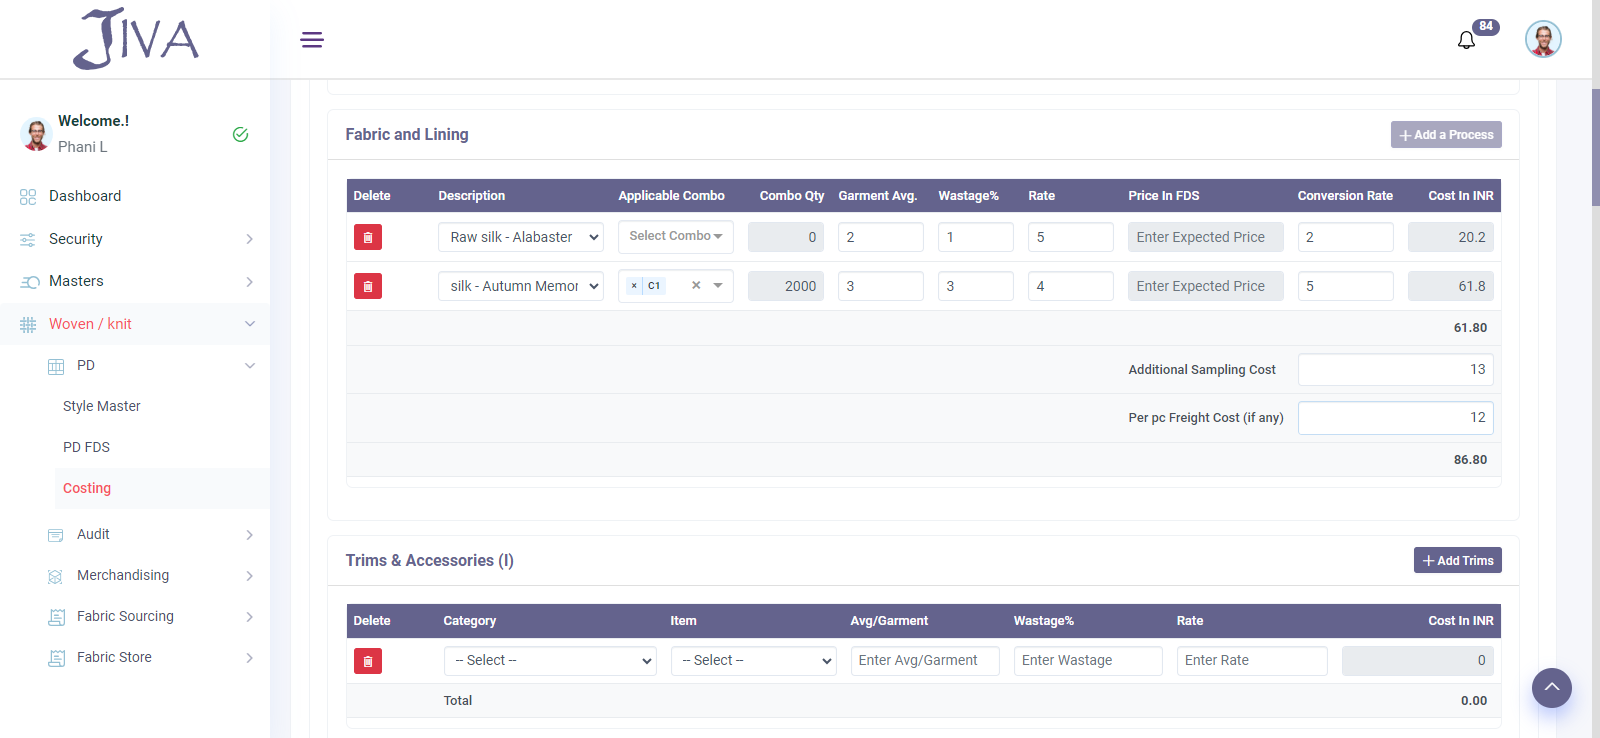 JIVA
84
Welcome.!
Phani L
Dashboard
Security
Masters
Woven / knit
PD
Style Master
PD FDS
Costing
Audit
Merchandising
Fabric Sourcing
Fabric Store
Fabric and Lining
+ Add a Process
Delete Description Applicable Combo Combo Qty Garment Avg. Wastage% Rate Price In FDS Conversion Rate Cost In INR
Raw silk - Alabaster Select Combo 0 2 1 5 Enter Expected Price 2 20.2
silk - Autumn Memor × C1 × 2000 3 3 4 Enter Expected Price 5 61.8
61.80
Additional Sampling Cost 13
Per pc Freight Cost (if any) 12
86.80
Trims & Accessories (I)
+ Add Trims
Delete Category Item Avg/Garment Wastage% Rate Cost In INR
-- Select -- -- Select -- Enter Avg/Garment Enter Wastage Enter Rate 0
Total 0.00